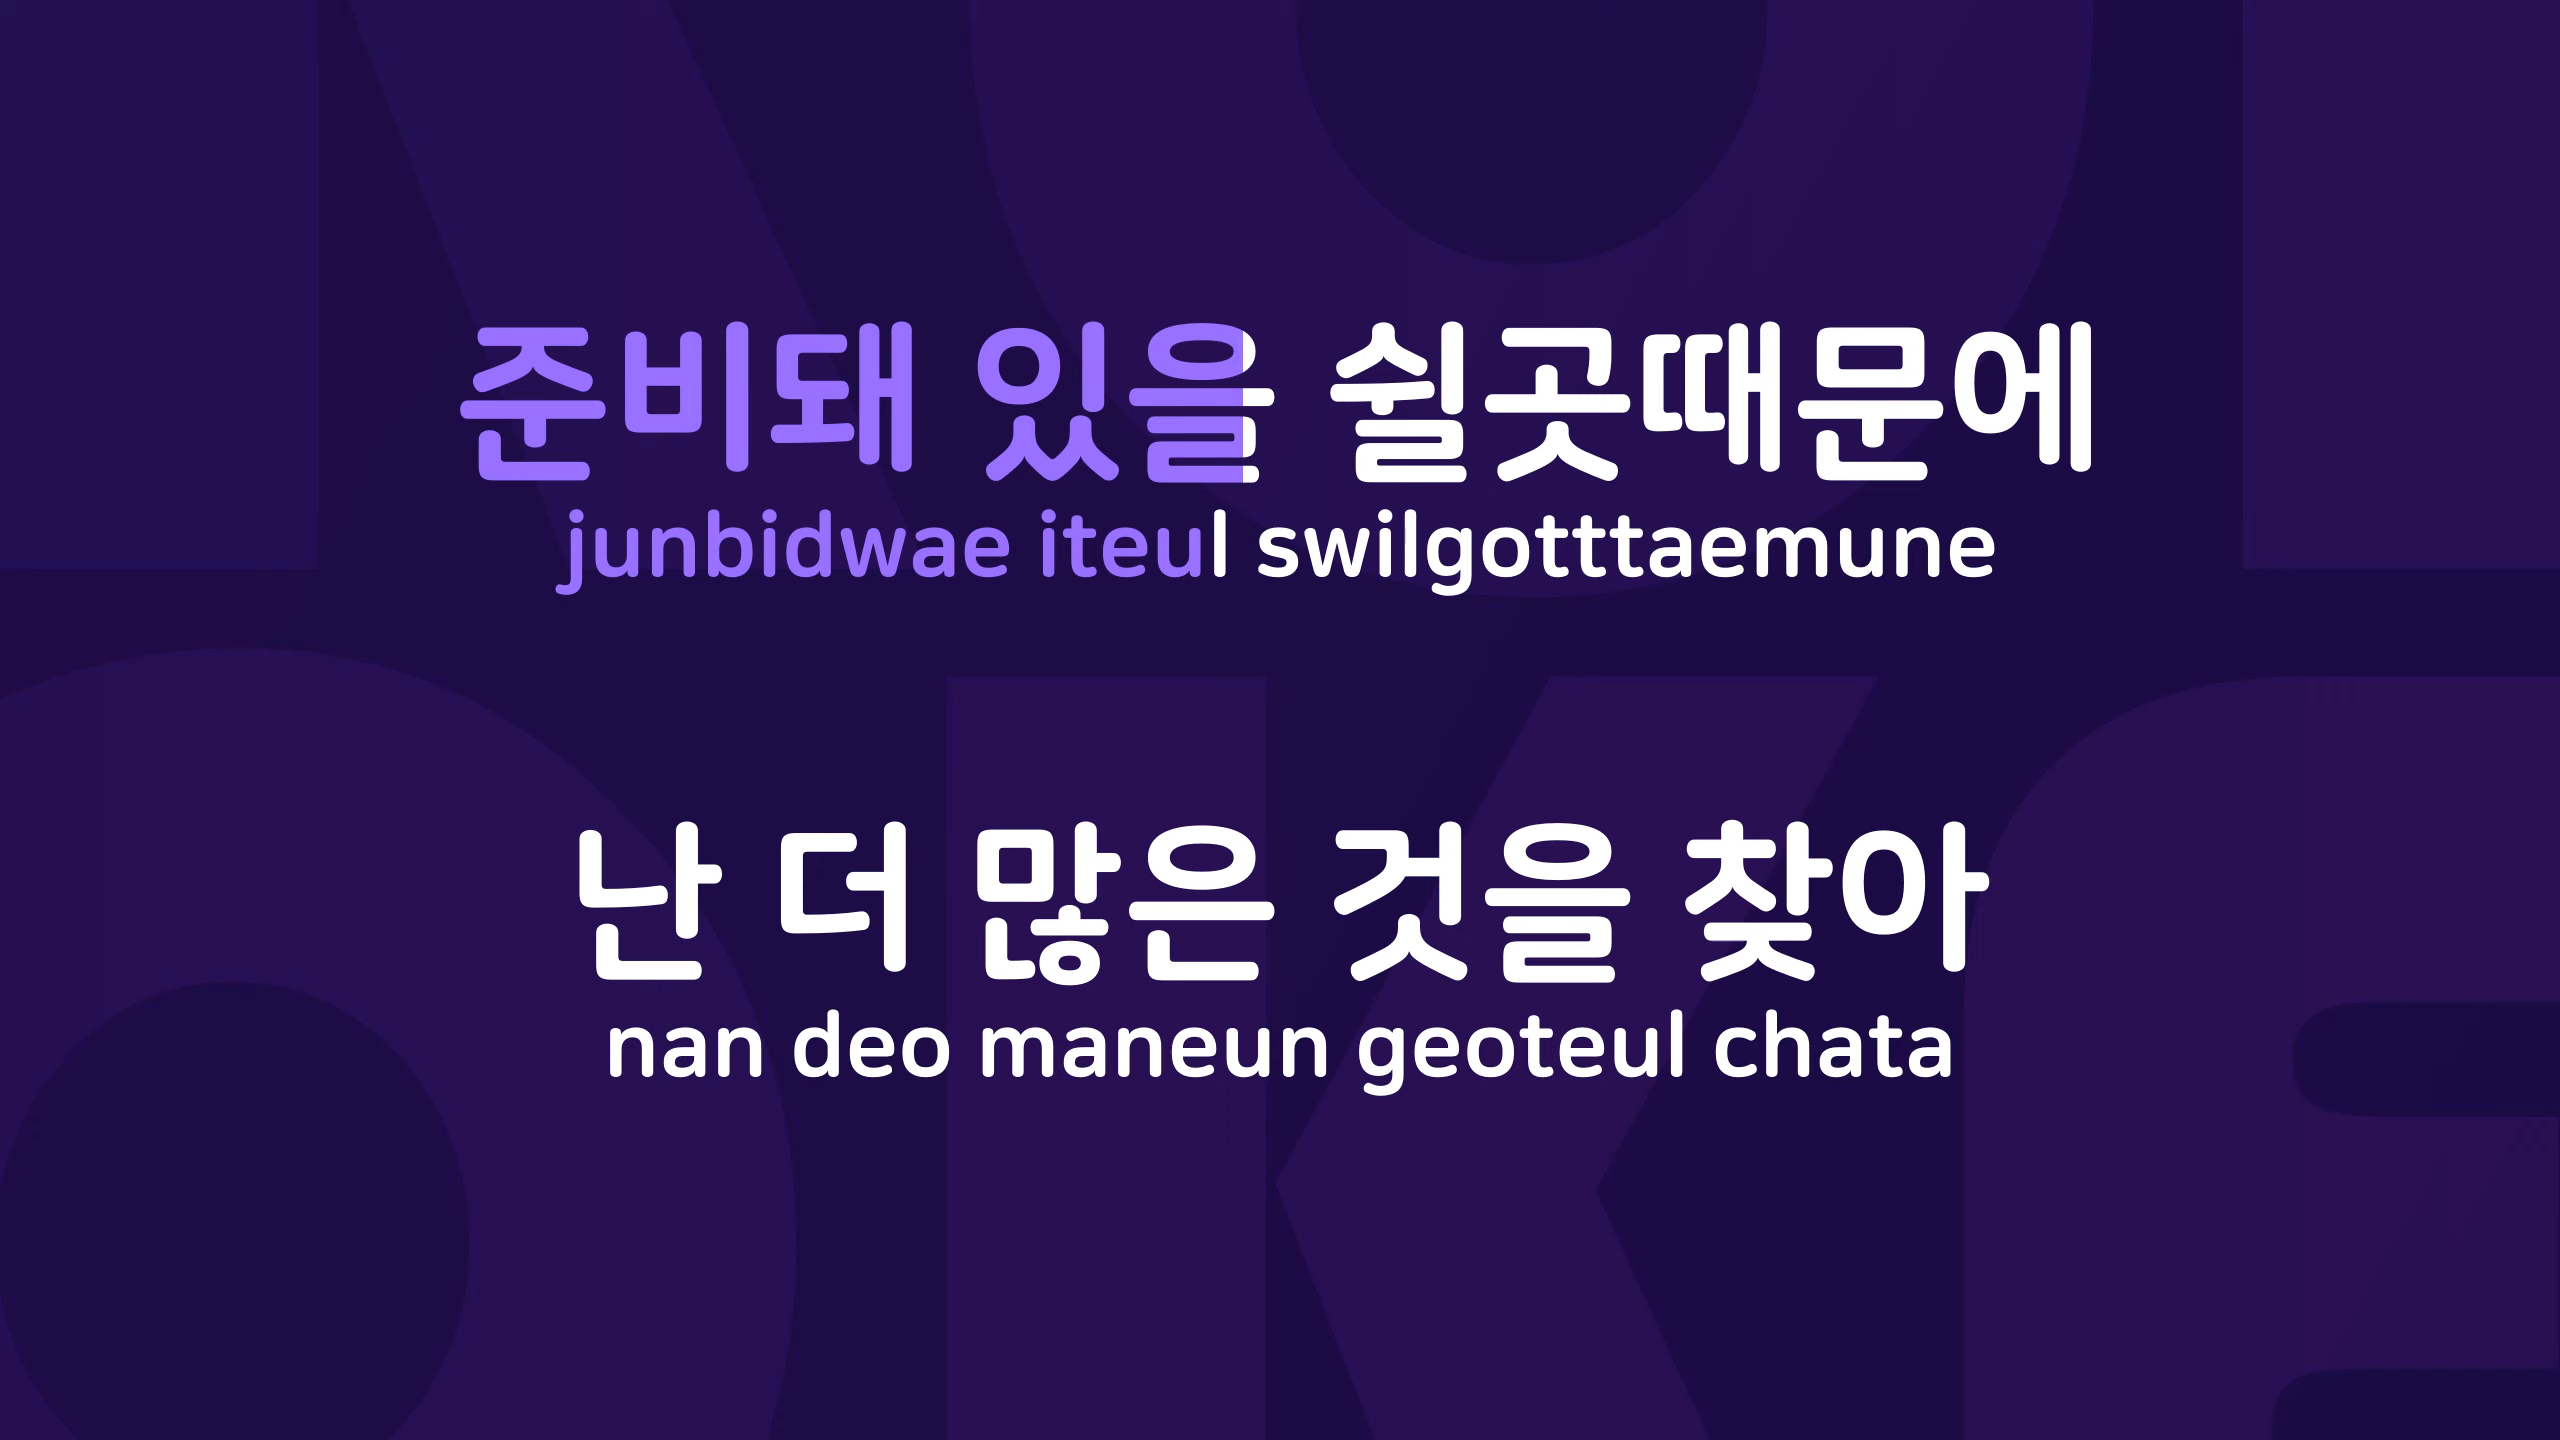 준비돼 있을 쉴곳때문에
junbidwae iteul swilgotttaemune
난 더 많은 것을 찾아
nan deo maneun geoteul chata